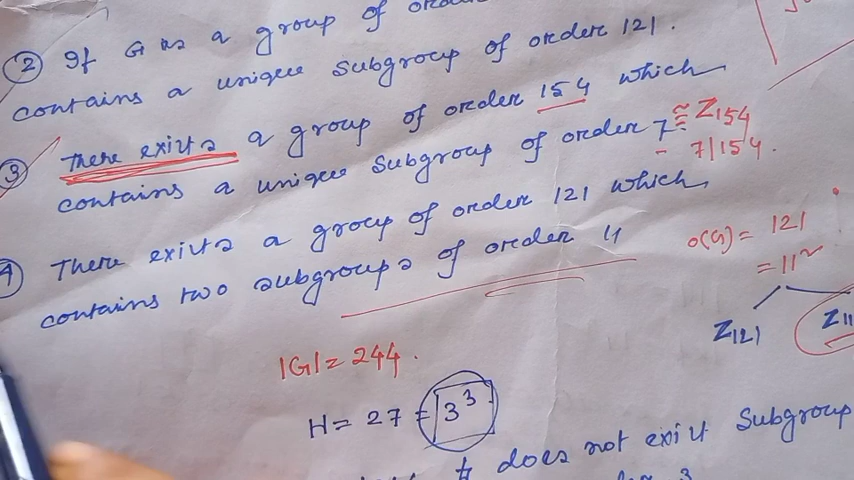 ② If G is a group of
contains a unique subgroup of order 121.
③ There exists a group of order 154 which
contains a unique subgroup of order 7
≅ Z154
- 7|154.
④ There exists a group of order 121 which
contains two subgroups of order 11
o(G) = 121
= 11²
Z121
Z11
|G| = 244.
H = 27 = 3³
does not exist subgroup